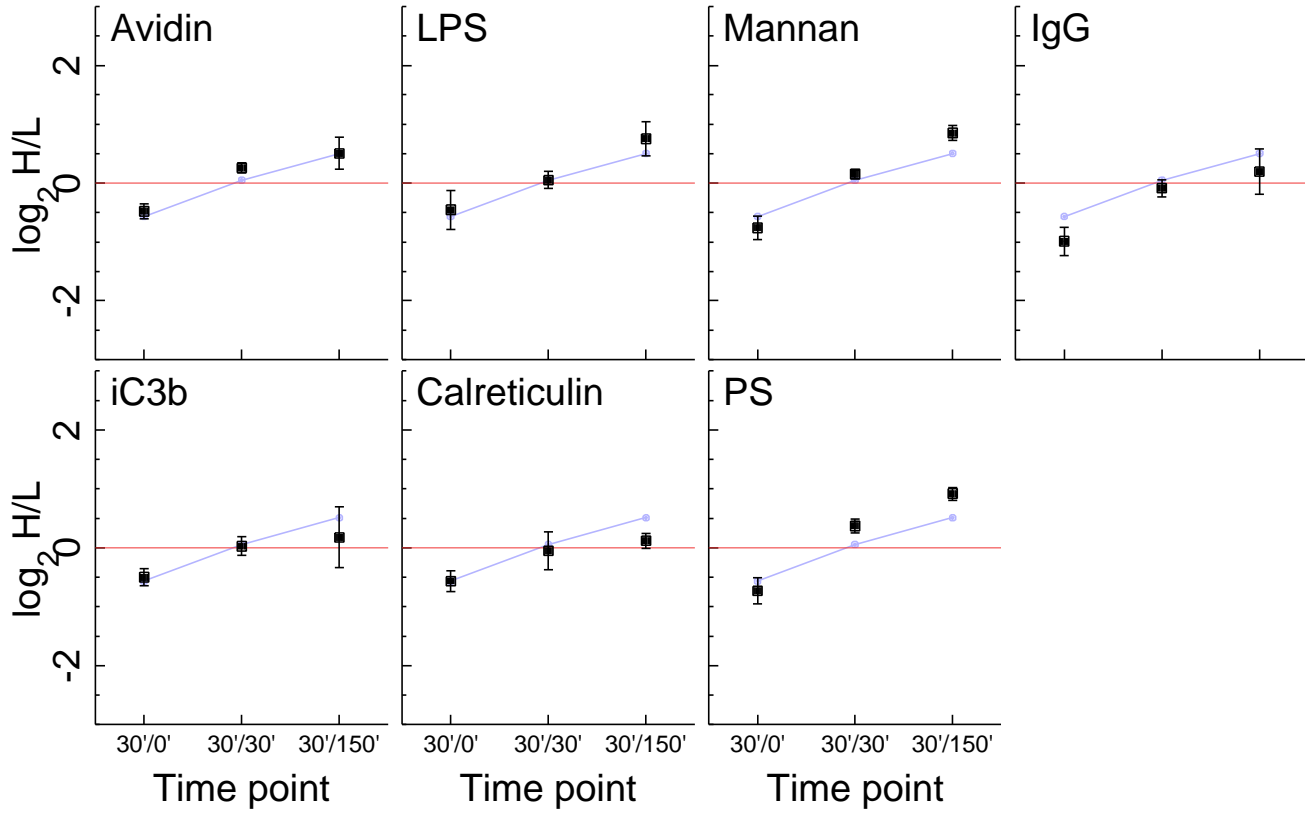 Avidin
LPS
Mannan
IgG
log2 H/L
2
0
-2
iC3b
Calreticulin
PS
log2 H/L
2
0
-2
30'/0' 30'/30' 30'/150'
30'/0' 30'/30' 30'/150'
30'/0' 30'/30' 30'/150'
Time point
Time point
Time point